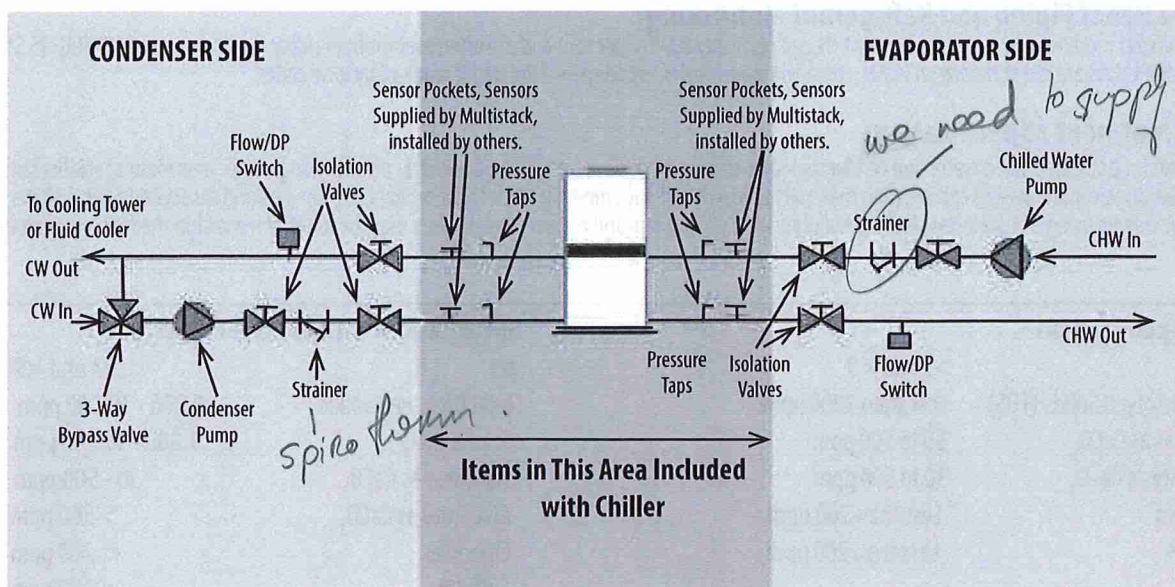 CONDENSER SIDE
EVAPORATOR SIDE
Sensor Pockets, Sensors
Supplied by Multistack,
installed by others.
Sensor Pockets, Sensors
Supplied by Multistack,
installed by others.
we need to supply
Flow/DP
Switch
Isolation
Valves
Pressure
Taps
Pressure
Taps
Chilled Water
Pump
To Cooling Tower
or Fluid Cooler
Strainer
CW Out
CHW In
CW In
CHW Out
3-Way
Bypass Valve
Condenser
Pump
Strainer
Pressure
Taps
Isolation
Valves
Flow/DP
Switch
spirotherm
Items in This Area Included
with Chiller